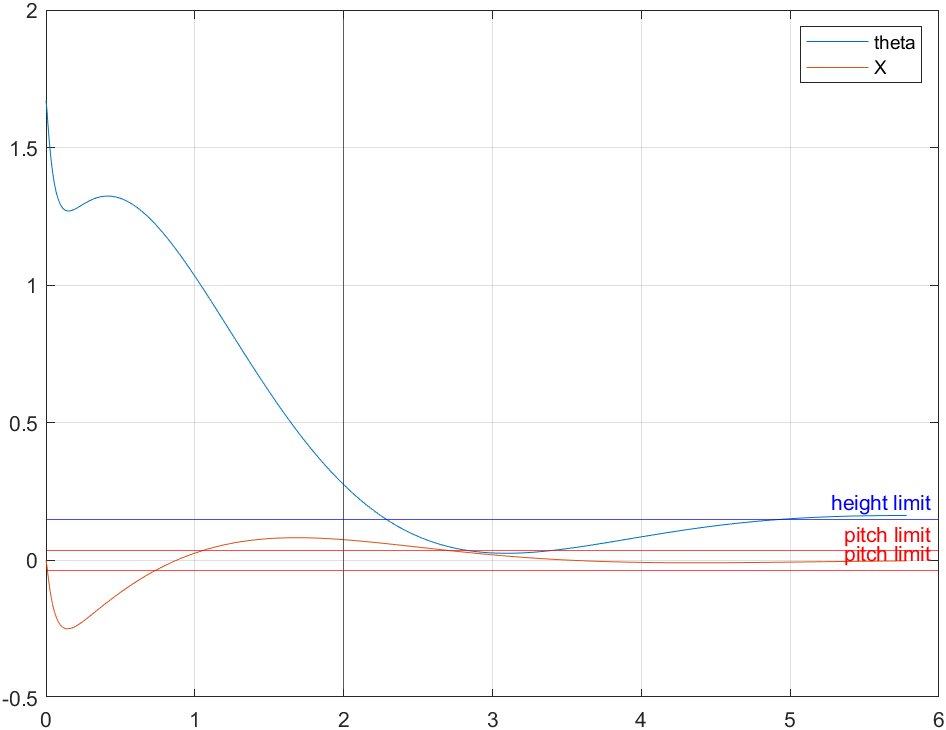 2
theta
X
1.5
1
0.5
height limit
pitch limit
0
pitch limit
-0.5
0 1 2 3 4 5 6